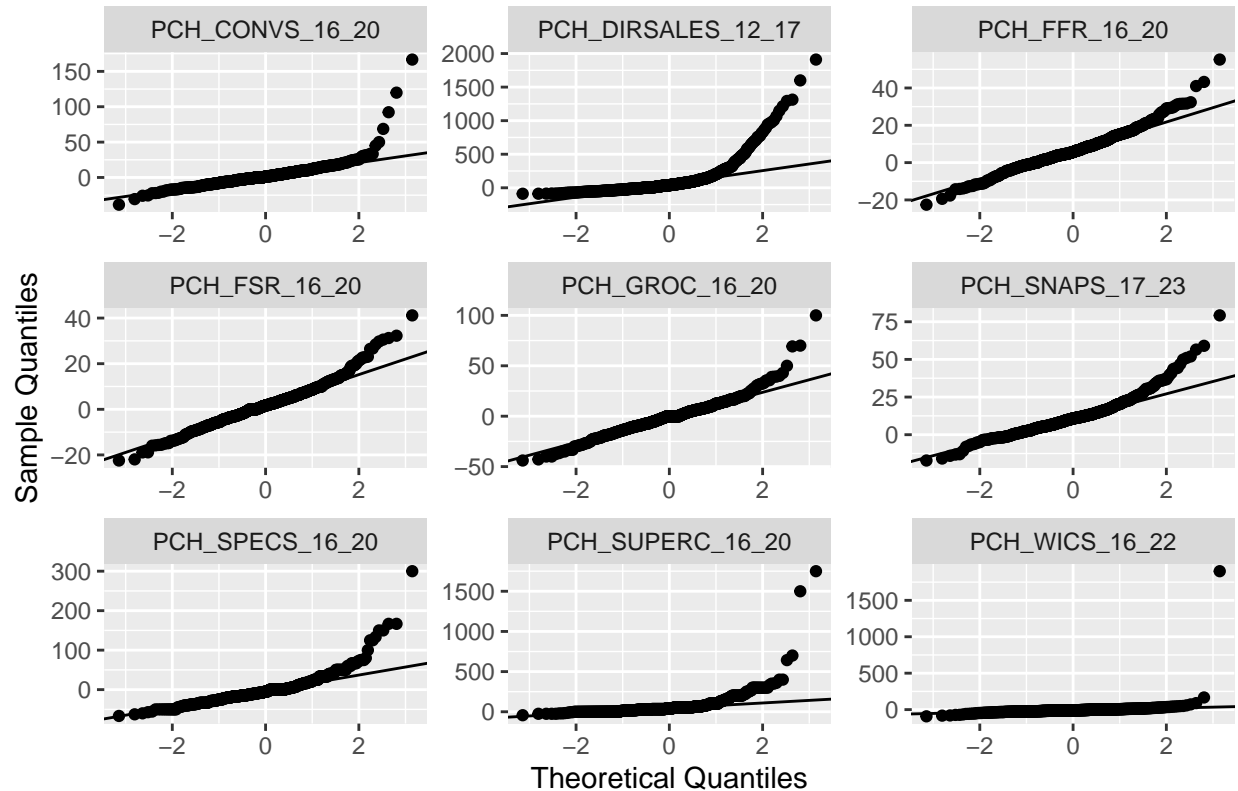 PCH_CONVS_16_20 PCH_DIRSALES_12_17 PCH_FFR_16_20
150
100
50
0
−2 0 2
2000
1500
1000
500
0
−2 0 2
40
20
0
−20
−2 0 2
PCH_FSR_16_20 PCH_GROC_16_20 PCH_SNAPS_17_23
40
20
0
−20
−2 0 2
100
50
0
−50
−2 0 2
75
50
25
0
−2 0 2
PCH_SPECS_16_20 PCH_SUPERC_16_20 PCH_WICS_16_22
300
200
100
0
−2 0 2
1500
1000
500
0
−2 0 2
1500
1000
500
0
−2 0 2
Sample Quantiles
Theoretical Quantiles